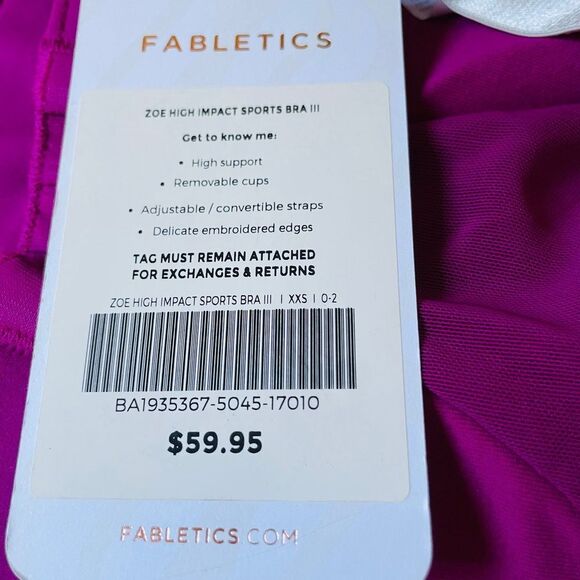 FABLETICS
ZOE HIGH IMPACT SPORTS BRA III
Get to know me:
• High support
• Removable cups
• Adjustable / convertible straps
• Delicate embroidered edges
TAG MUST REMAIN ATTACHED
FOR EXCHANGES & RETURNS
ZOE HIGH IMPACT SPORTS BRA III | XXS | 0-2
BA1935367-5045-17010
$59.95
FABLETICS.COM